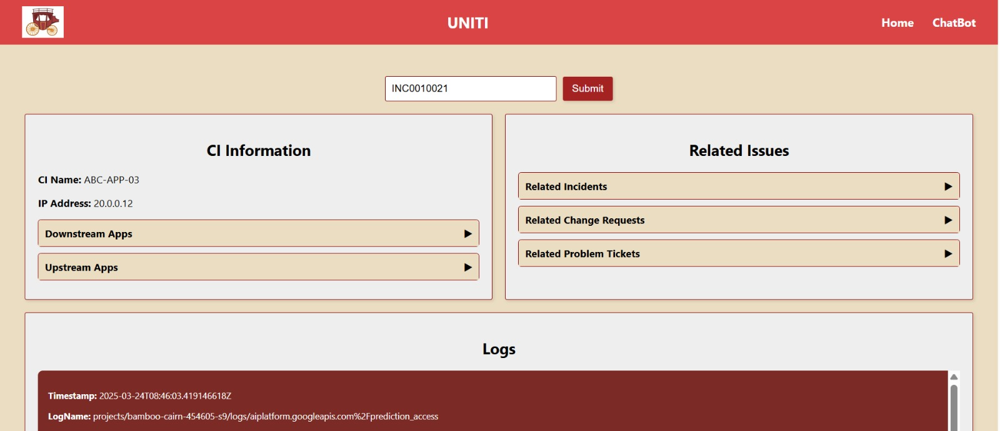 UNITI
Home
ChatBot
INC0010021
Submit
CI Information
CI Name: ABC-APP-03
IP Address: 20.0.0.12
Downstream Apps
Upstream Apps
Related Issues
Related Incidents
Related Change Requests
Related Problem Tickets
Logs
Timestamp: 2025-03-24T08:46:03.419146618Z
LogName: projects/bamboo-cairn-454605-s9/logs/aiplatform.googleapis.com%2Fprediction_access